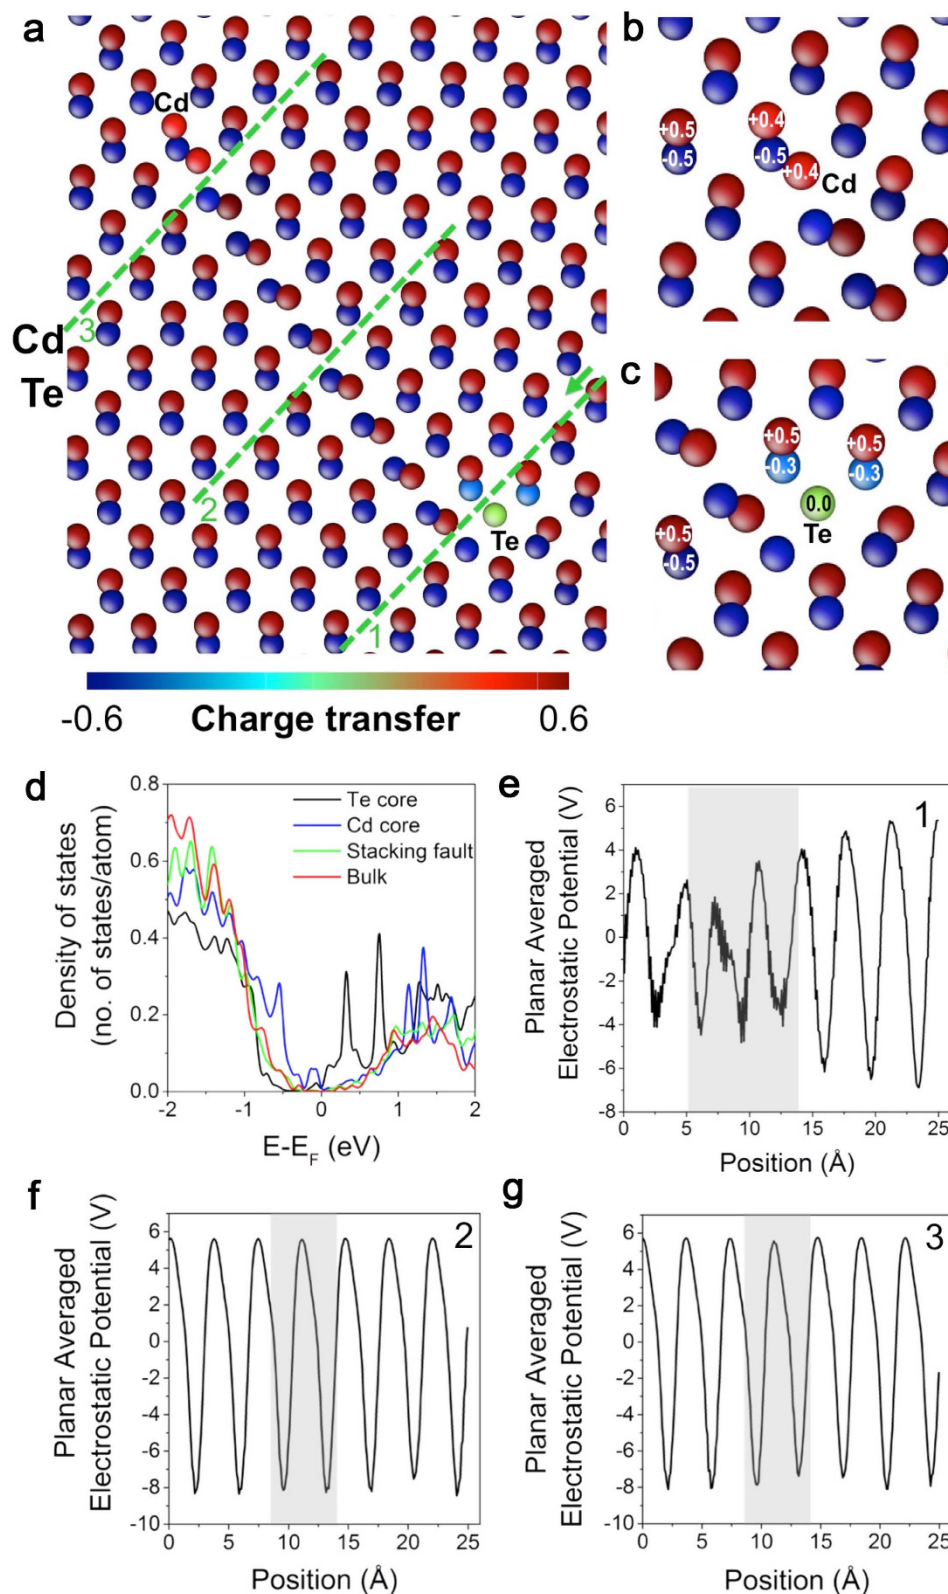 a
Cd
3
Cd
Te
2
Te
1
-0.6 Charge transfer 0.6
b
+0.5 +0.4
-0.5 -0.5 +0.4
Cd
c
+0.5 +0.5
-0.3 -0.3
0.0
Te
+0.5
-0.5
d
Density of states
(no. of states/atom)
0.8
0.6
0.4
0.2
0.0
Te core
Cd core
Stacking fault
Bulk
-2 -1 0 1 2
E-E_F (eV)
e
Planar Averaged
Electrostatic Potential (V)
1
6
4
2
0
-2
-4
-6
-8
0 5 10 15 20 25
Position (Å)
f
Planar Averaged
Electrostatic Potential (V)
2
6
4
2
0
-2
-4
-6
-8
-10
0 5 10 15 20 25
Position (Å)
g
Planar Averaged
Electrostatic Potential (V)
3
6
4
2
0
-2
-4
-6
-8
-10
0 5 10 15 20 25
Position (Å)